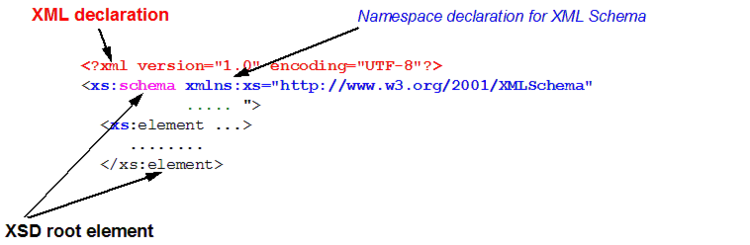 XML declaration
Namespace declaration for XML Schema
<?xml version="1.0" encoding="UTF-8"?>
<xs:schema xmlns:xs="http://www.w3.org/2001/XMLSchema"
..... ">
<xs:element ...>
........
</xs:element>
XSD root element